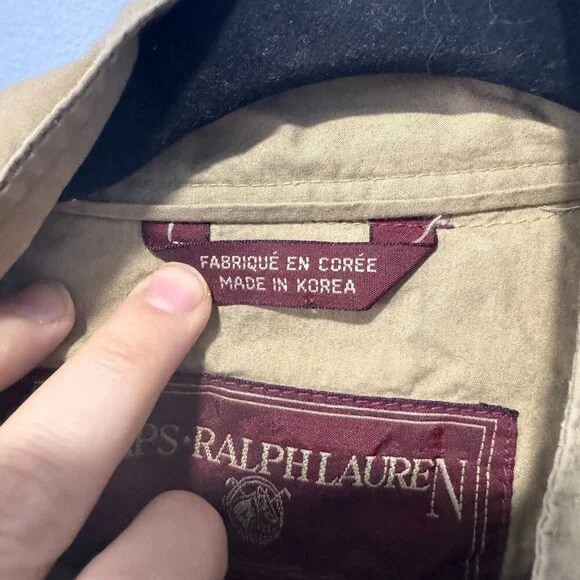 FABRIQUÉ EN CORÉE
MADE IN KOREA
PS·RALPH LAUREN